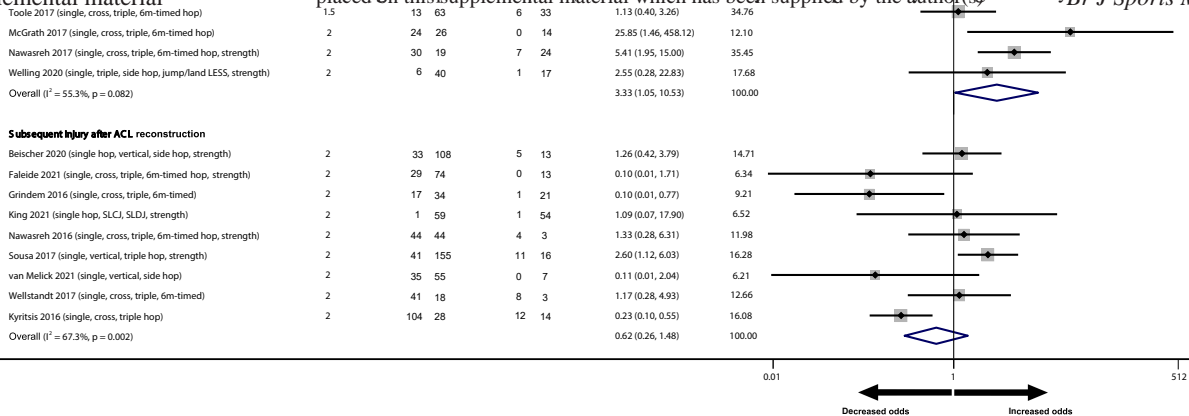 emental material placed on this supplemental material which has been supplied by the author(s) Br J Sports M
Toole 2017 (single, cross, triple, 6m-timed hop) 1.5 13 63 6 33 1.13 (0.40, 3.26) 34.76
McGrath 2017 (single, cross, triple, 6m-timed hop) 2 24 26 0 14 25.85 (1.46, 458.12) 12.10
Nawasreh 2017 (single, cross, triple, 6m-timed hop, strength) 2 30 19 7 24 5.41 (1.95, 15.00) 35.45
Welling 2020 (single, triple, side hop, jump/land LESS, strength) 2 6 40 1 17 2.55 (0.28, 22.83) 17.68
Overall (I² = 55.3%, p = 0.082) 3.33 (1.05, 10.53) 100.00
Subsequent Injury after ACL reconstruction
Beischer 2020 (single hop, vertical, side hop, strength) 2 33 108 5 13 1.26 (0.42, 3.79) 14.71
Faleide 2021 (single, cross, triple, 6m-timed hop, strength) 2 29 74 0 13 0.10 (0.01, 1.71) 6.34
Grindem 2016 (single, cross, triple, 6m-timed) 2 17 34 1 21 0.10 (0.01, 0.77) 9.21
King 2021 (single hop, SLCJ, SLDJ, strength) 2 1 59 1 54 1.09 (0.07, 17.90) 6.52
Nawasreh 2016 (single, cross, triple, 6m-timed hop, strength) 2 44 44 4 3 1.33 (0.28, 6.31) 11.98
Sousa 2017 (single, vertical, triple hop, strength) 2 41 155 11 16 2.60 (1.12, 6.03) 16.28
van Melick 2021 (single, vertical, side hop) 2 35 55 0 7 0.11 (0.01, 2.04) 6.21
Wellstandt 2017 (single, cross, triple, 6m-timed) 2 41 18 8 3 1.17 (0.28, 4.93) 12.66
Kyritsis 2016 (single, cross, triple hop) 2 104 28 12 14 0.23 (0.10, 0.55) 16.08
Overall (I² = 67.3%, p = 0.002) 0.62 (0.26, 1.48) 100.00
0.01 1 512
Decreased odds Increased odds